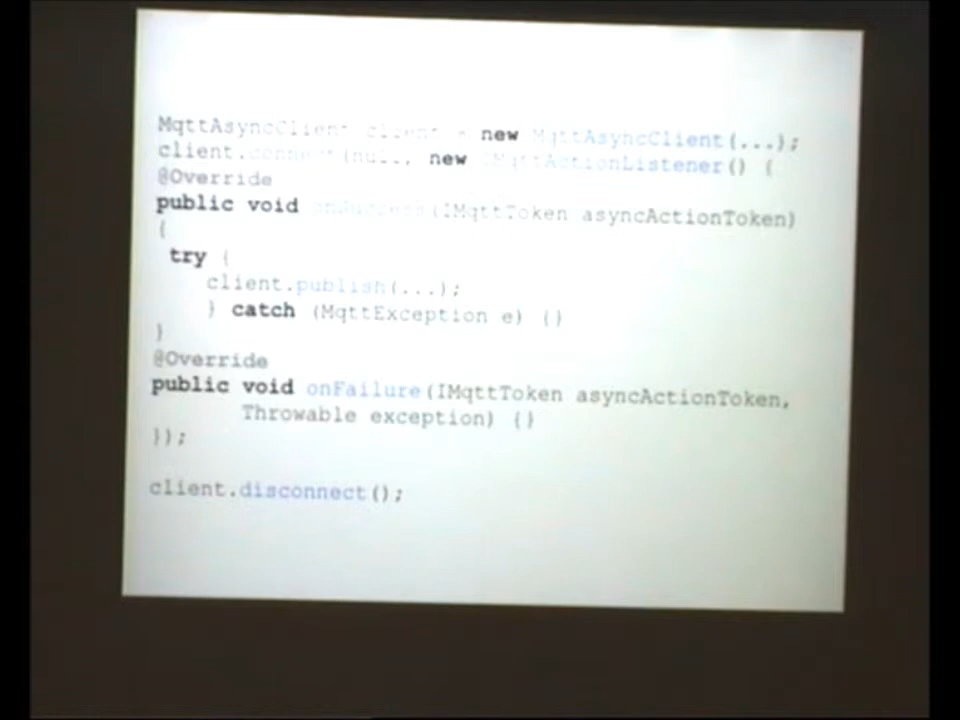 MqttAsyncClient client = new MqttAsyncClient(...);
client.connect(null, new IMqttActionListener() {
@Override
public void onSuccess(IMqttToken asyncActionToken)
{
try {
client.publish(...);
} catch (MqttException e) {}
}
@Override
public void onFailure(IMqttToken asyncActionToken,
Throwable exception) {}
});
client.disconnect();